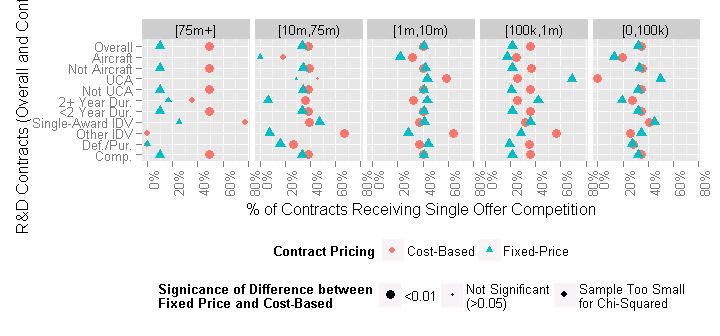 R&D Contracts (Overall and Conf
[75m+] [10m,75m) [1m,10m) [100k,1m) [0,100k)
Overall
Aircraft
Not Aircraft
UCA
Not UCA
2+ Year Dur.
<2 Year Dur.
Single-Award IDV
Other IDV
Def./Pur.
Comp.
0% 20% 40% 60% 80% 0% 20% 40% 60% 80% 0% 20% 40% 60% 80% 0% 20% 40% 60% 80% 0% 20% 40% 60% 80%
% of Contracts Receiving Single Offer Competition
Contract Pricing Cost-Based Fixed-Price
Signicance of Difference between
Fixed Price and Cost-Based
<0.01
Not Significant
(>0.05)
Sample Too Small
for Chi-Squared